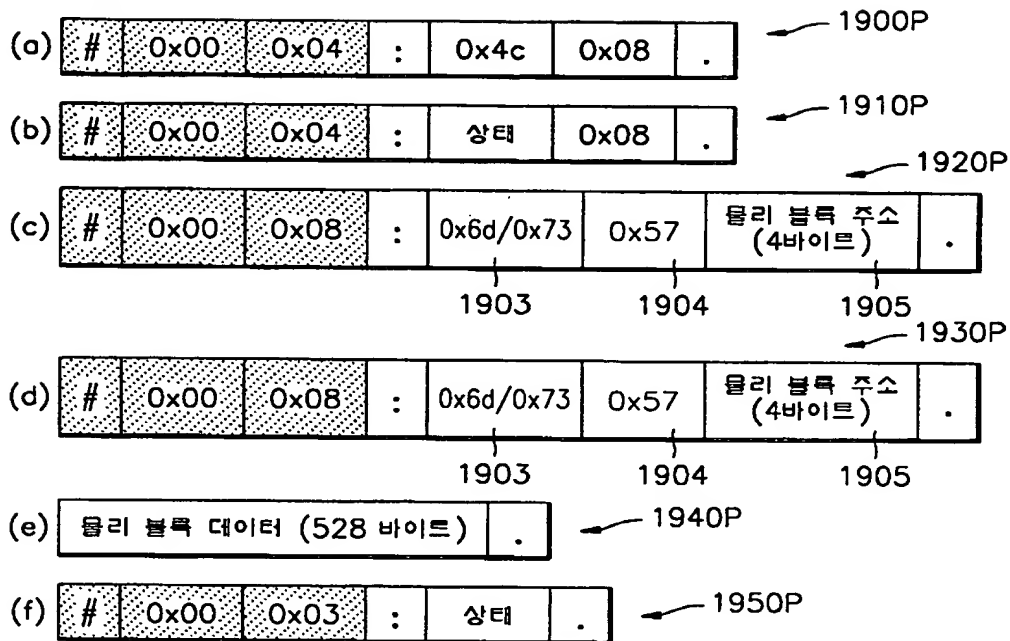 1900P
(a) # 0x00 0x04 : 0x4c 0x08 .
1910P
(b) # 0x00 0x04 : 상태 0x08 .
1920P
(c) # 0x00 0x08 : 0x6d/0x73 0x57 물리 블록 주소 (4바이트) .
1903 1904 1905
1930P
(d) # 0x00 0x08 : 0x6d/0x73 0x57 물리 블록 주소 (4바이트) .
1903 1904 1905
(e) 물리 블록 데이터 (528 바이트) . 1940P
(f) # 0x00 0x03 : 상태 . 1950P